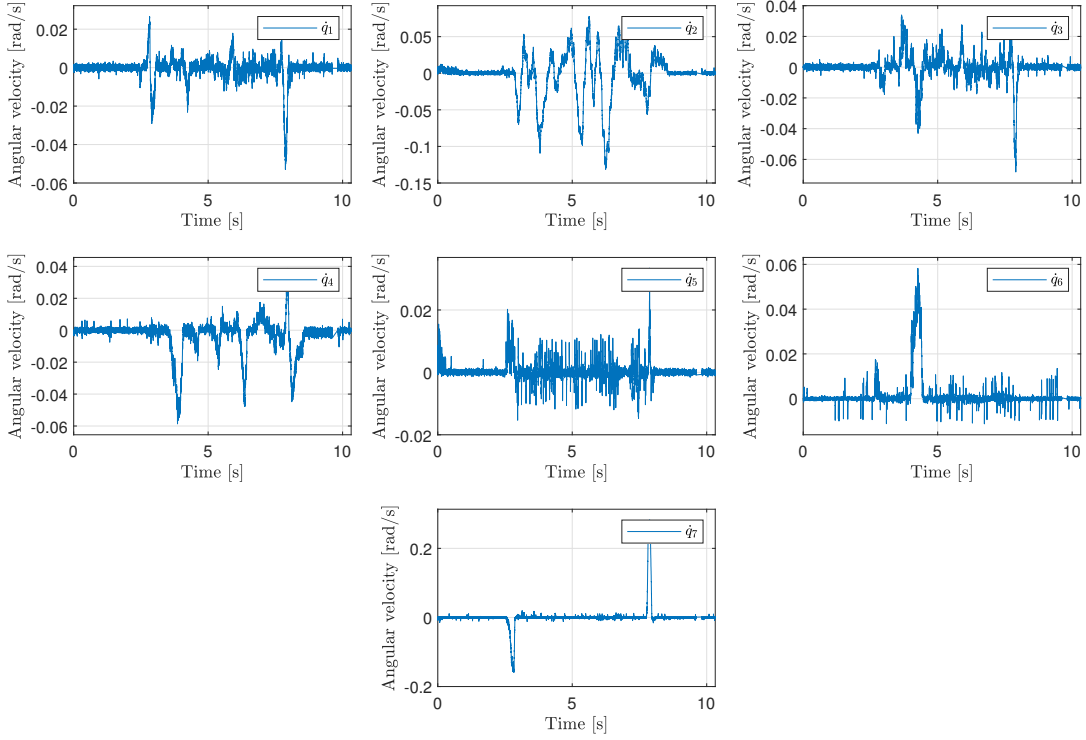 Angular velocity [rad/s]
0.02
0
-0.02
-0.04
-0.06
0
5
10
Time [s]
q̇1
Angular velocity [rad/s]
0.05
0
-0.05
-0.1
-0.15
0
5
10
Time [s]
q̇2
Angular velocity [rad/s]
0.04
0.02
0
-0.02
-0.04
-0.06
0
5
10
Time [s]
q̇3
Angular velocity [rad/s]
0.04
0.02
0
-0.02
-0.04
-0.06
0
5
10
Time [s]
q̇4
Angular velocity [rad/s]
0.02
0
-0.02
0
5
10
Time [s]
q̇5
Angular velocity [rad/s]
0.06
0.04
0.02
0
0
5
10
Time [s]
q̇6
Angular velocity [rad/s]
0.2
0
-0.2
0
5
10
Time [s]
q̇7